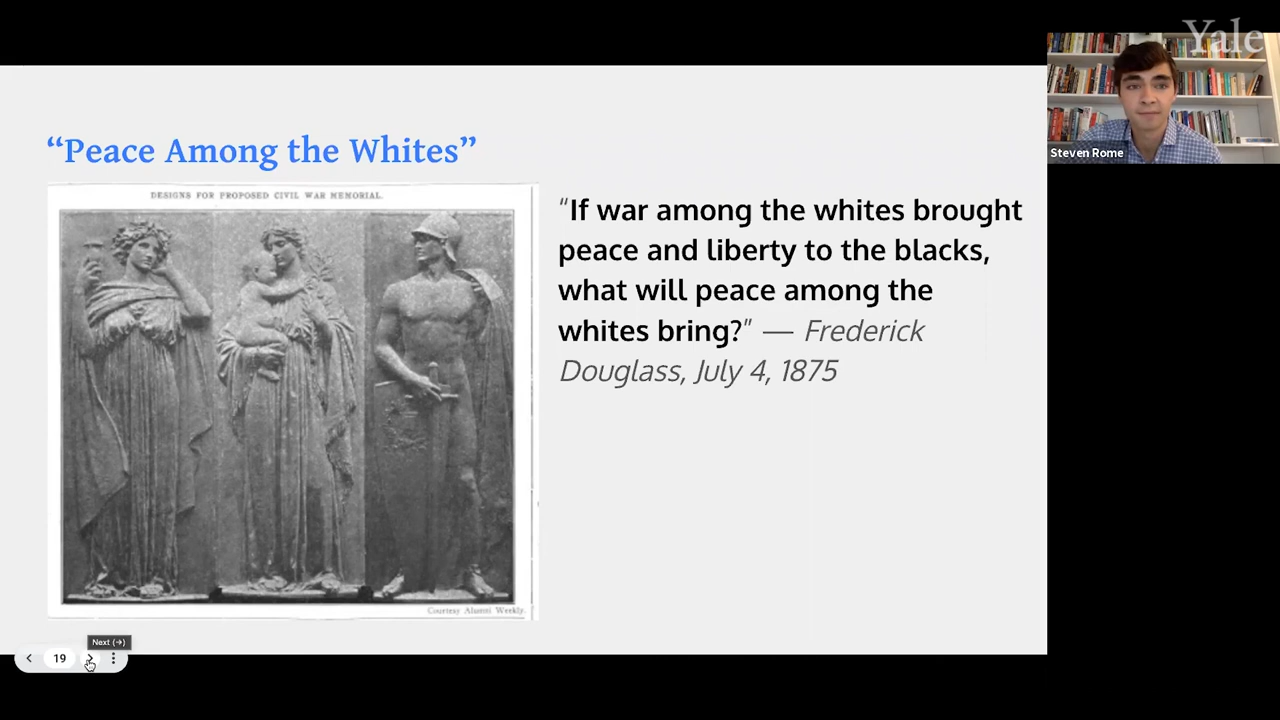 Yale
Steven Rome
“Peace Among the Whites”
DESIGNS FOR PROPOSED CIVIL WAR MEMORIAL.
Courtesy Alumni Weekly.
"If war among the whites brought
peace and liberty to the blacks,
what will peace among the
whites bring?" — Frederick
Douglass, July 4, 1875
Next (→)
19